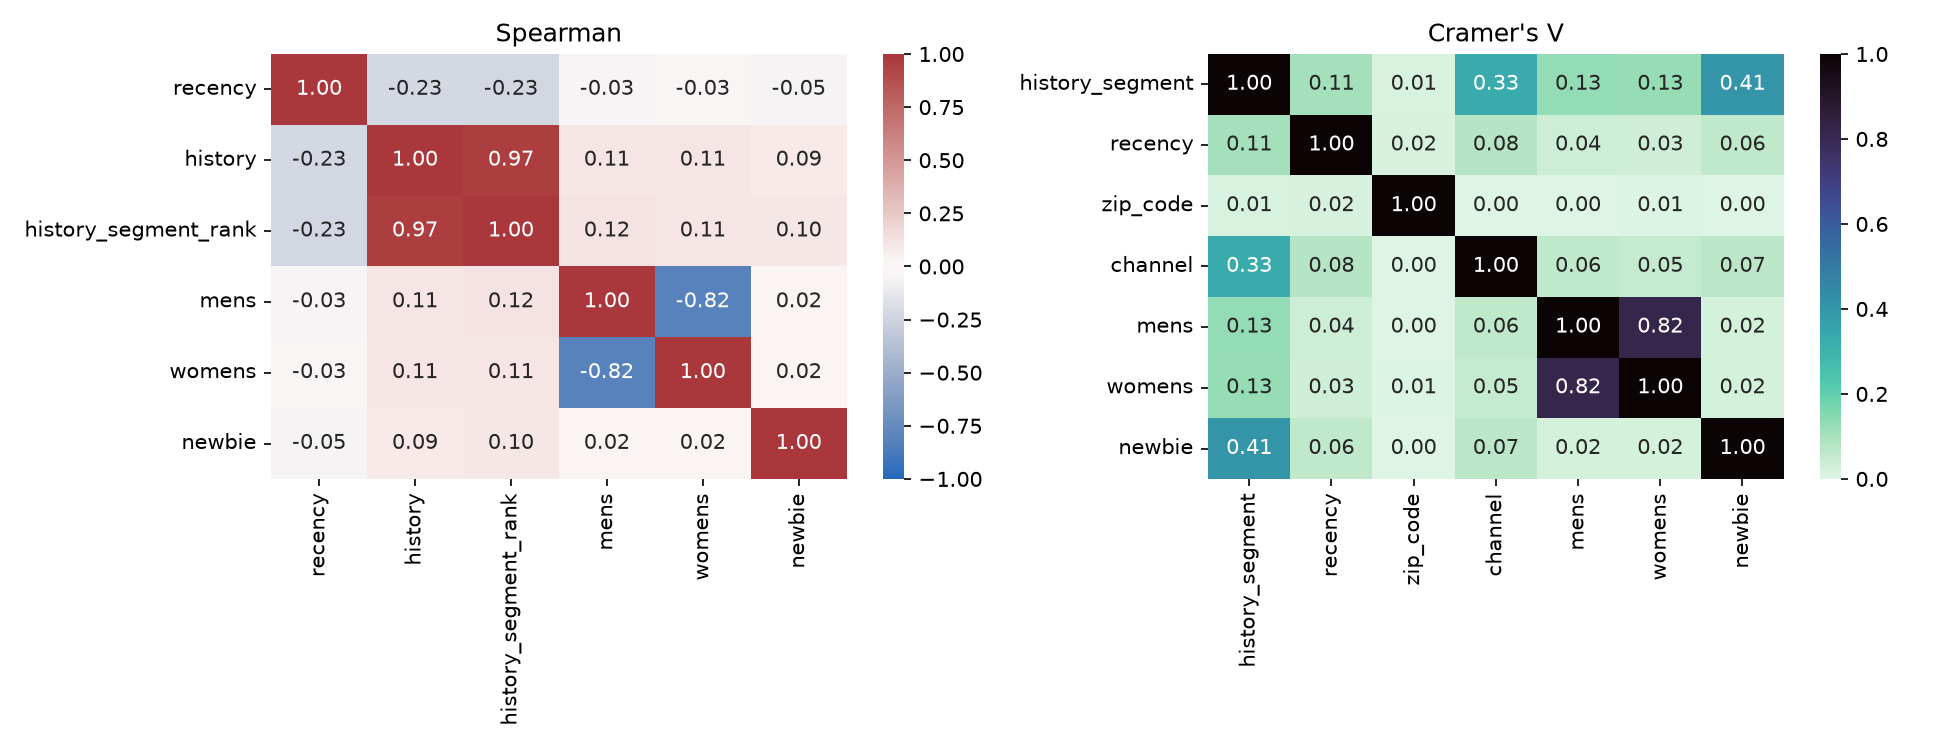 Spearman
recency 1.00 -0.23 -0.23 -0.03 -0.03 -0.05
history -0.23 1.00 0.97 0.11 0.11 0.09
history_segment_rank -0.23 0.97 1.00 0.12 0.11 0.10
mens -0.03 0.11 0.12 1.00 -0.82 0.02
womens -0.03 0.11 0.11 -0.82 1.00 0.02
newbie -0.05 0.09 0.10 0.02 0.02 1.00
recency history history_segment_rank mens womens newbie
1.00
0.75
0.50
0.25
0.00
−0.25
−0.50
−0.75
−1.00
Cramer's V
history_segment 1.00 0.11 0.01 0.33 0.13 0.13 0.41
recency 0.11 1.00 0.02 0.08 0.04 0.03 0.06
zip_code 0.01 0.02 1.00 0.00 0.00 0.01 0.00
channel 0.33 0.08 0.00 1.00 0.06 0.05 0.07
mens 0.13 0.04 0.00 0.06 1.00 0.82 0.02
womens 0.13 0.03 0.01 0.05 0.82 1.00 0.02
newbie 0.41 0.06 0.00 0.07 0.02 0.02 1.00
history_segment recency zip_code channel mens womens newbie
1.0
0.8
0.6
0.4
0.2
0.0